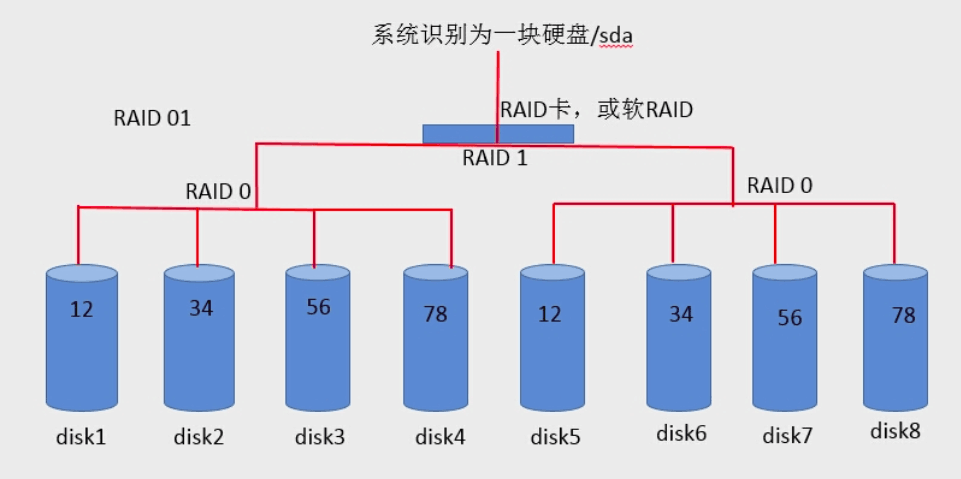 系统识别为一块硬盘/sda
RAID卡，或软RAID
RAID 01
RAID 1
RAID 0
RAID 0
12
34
56
78
12
34
56
78
disk1
disk2
disk3
disk4
disk5
disk6
disk7
disk8